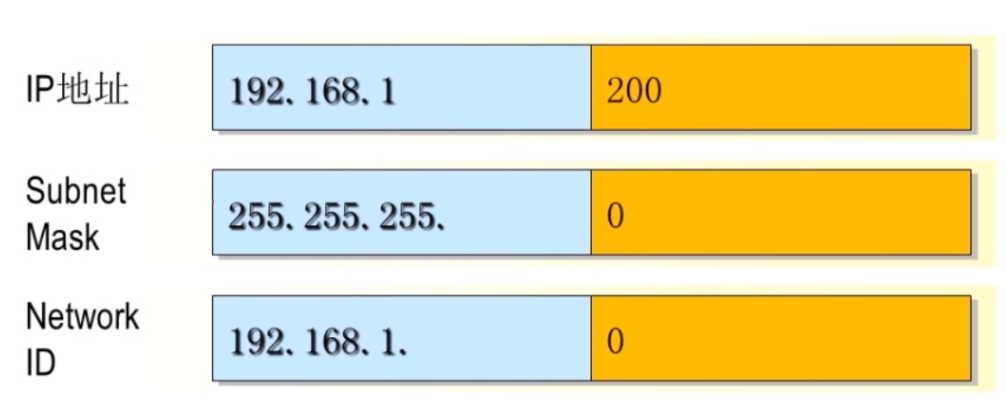 IP地址
192. 168. 1
200
Subnet
Mask
255. 255. 255.
0
Network
ID
192. 168. 1.
0